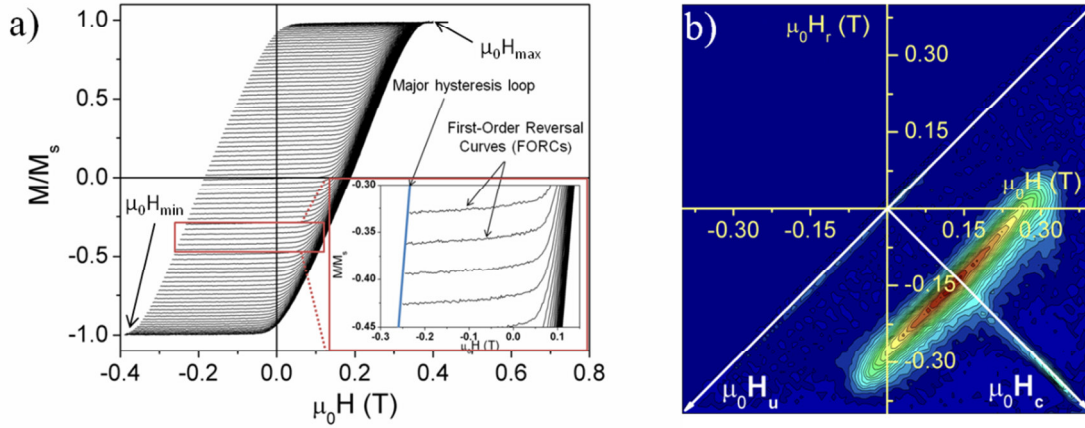 a)
M/Ms
1.0
0.5
0.0
-0.5
-1.0
μ0Hmax
Major hysteresis loop
First-Order Reversal
Curves (FORCs)
μ0Hmin
M/Ms
-0.30
-0.35
-0.40
-0.45
-0.3 -0.2 -0.1 0.0 0.1
μ0H (T)
-0.4 -0.2 0.0 0.2 0.4 0.6 0.8
μ0H (T)
b)
μ0Hr (T)
0.30
0.15
μ0H (T)
-0.30 -0.15 0.15 0.30
-0.15
-0.30
μ0Hu
μ0Hc